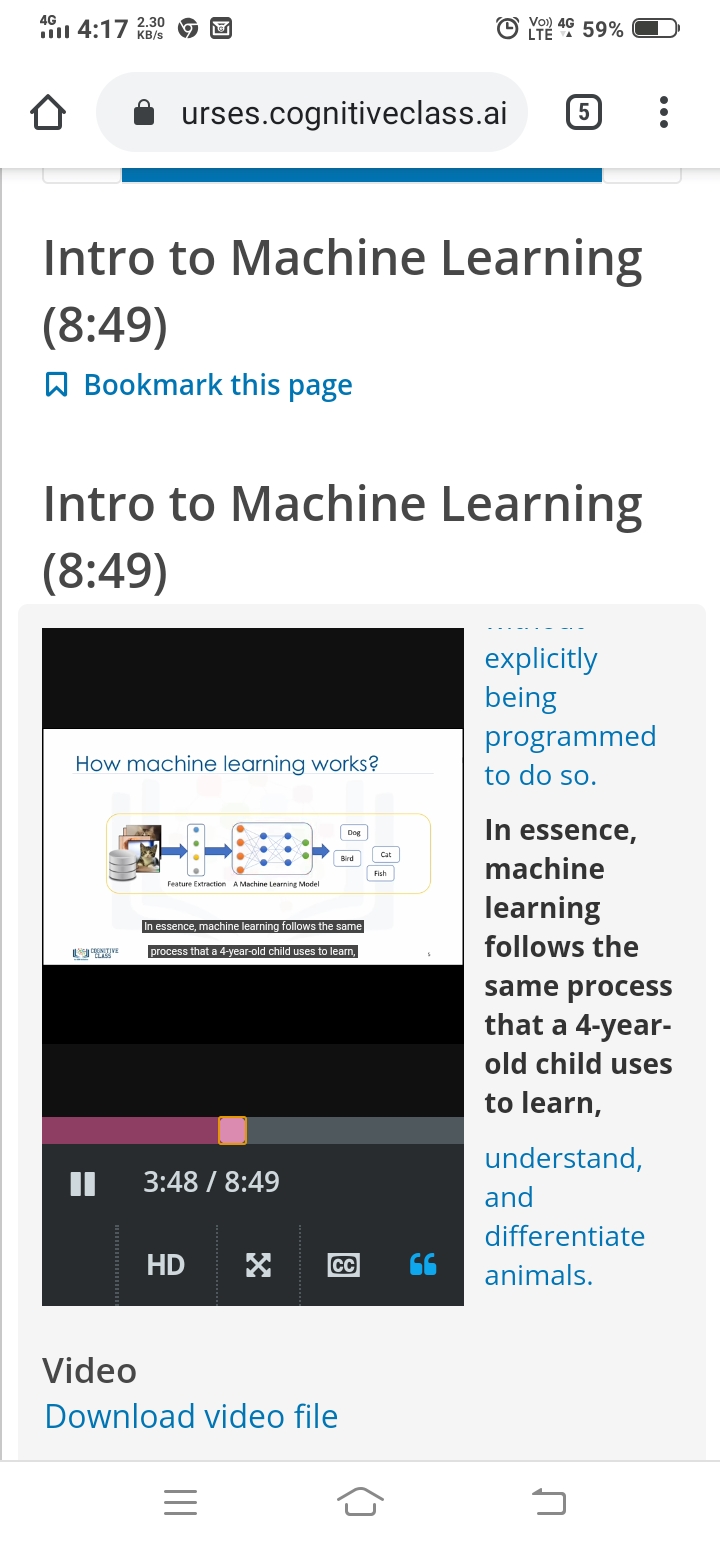 4G 4:17 2.30 KB/s Vo)) LTE 4G 59%
urses.cognitiveclass.ai 5
Intro to Machine Learning
(8:49)
Bookmark this page
Intro to Machine Learning
(8:49)
How machine learning works?
Dog
Bird
Cat
Fish
Feature Extraction A Machine Learning Model
In essence, machine learning follows the same
process that a 4-year-old child uses to learn,
COGNITIVE
CLASS
3:48 / 8:49
HD CC
explicitly
being
programmed
to do so.
In essence,
machine
learning
follows the
same process
that a 4-year-
old child uses
to learn,
understand,
and
differentiate
animals.
Video
Download video file